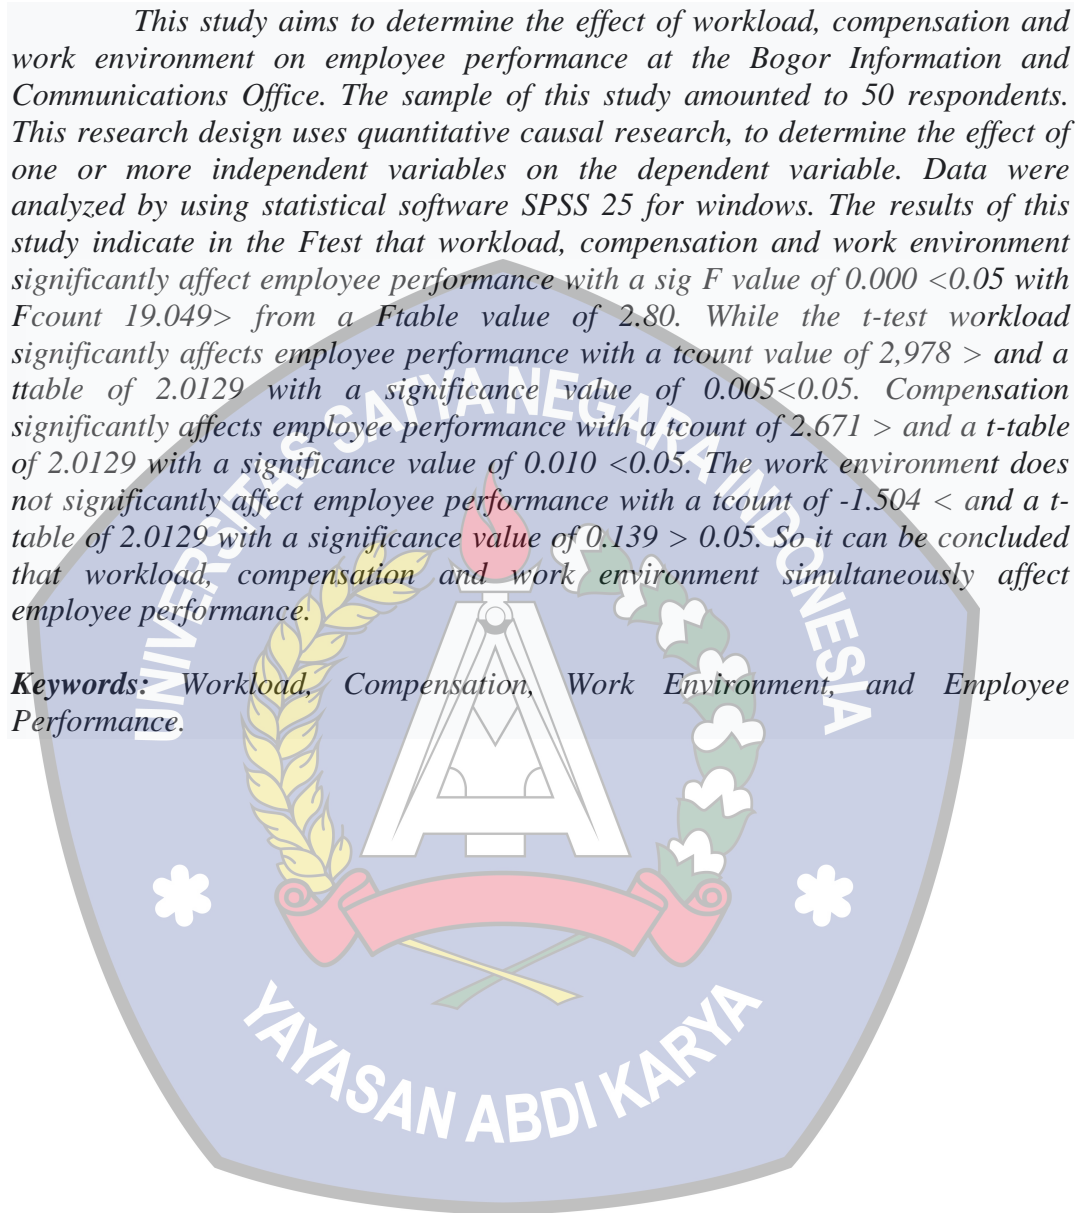 This study aims to determine the effect of workload, compensation and
work environment on employee performance at the Bogor Information and
Communications Office. The sample of this study amounted to 50 respondents.
This research design uses quantitative causal research, to determine the effect of
one or more independent variables on the dependent variable. Data were
analyzed by using statistical software SPSS 25 for windows. The results of this
study indicate in the Ftest that workload, compensation and work environment
significantly affect employee performance with a sig F value of 0.000 <0.05 with
Fcount 19.049> from a Ftable value of 2.80. While the t-test workload
significantly affects employee performance with a tcount value of 2,978 > and a
ttable of 2.0129 with a significance value of 0.005<0.05. Compensation
significantly affects employee performance with a tcount of 2.671 > and a t-table
of 2.0129 with a significance value of 0.010 <0.05. The work environment does
not significantly affect employee performance with a tcount of -1.504 < and a t-
table of 2.0129 with a significance value of 0.139 > 0.05. So it can be concluded
that workload, compensation and work environment simultaneously affect
employee performance.
Keywords: Workload, Compensation, Work Environment, and Employee
Performance.
UNIVERSITAS SATYA NEGARA INDONESIA
YAYASAN ABDI KARYA